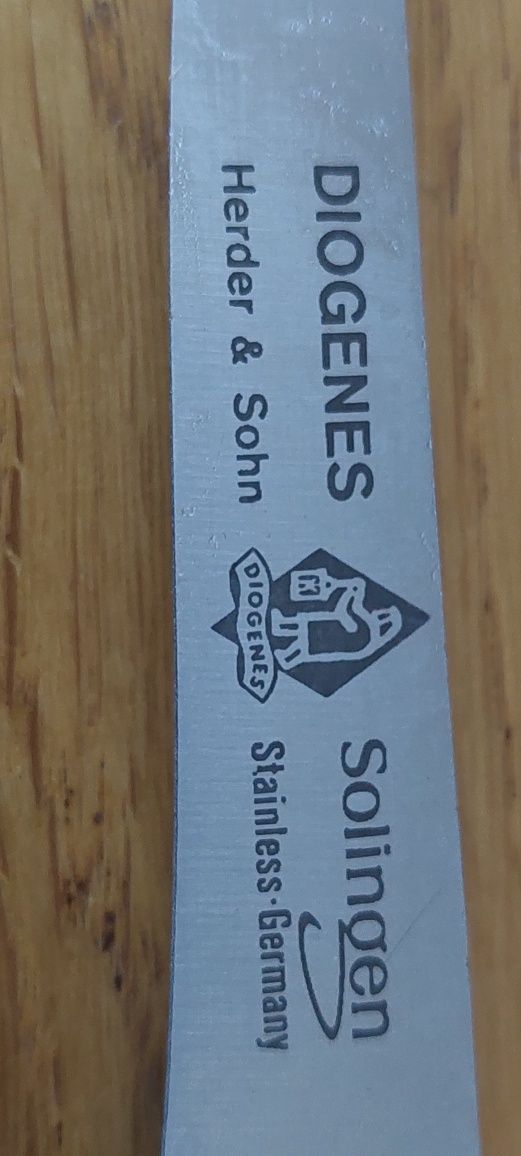 DIOGENES
Herder & Sohn
DIOGENES
Solingen
Stainless·Germany